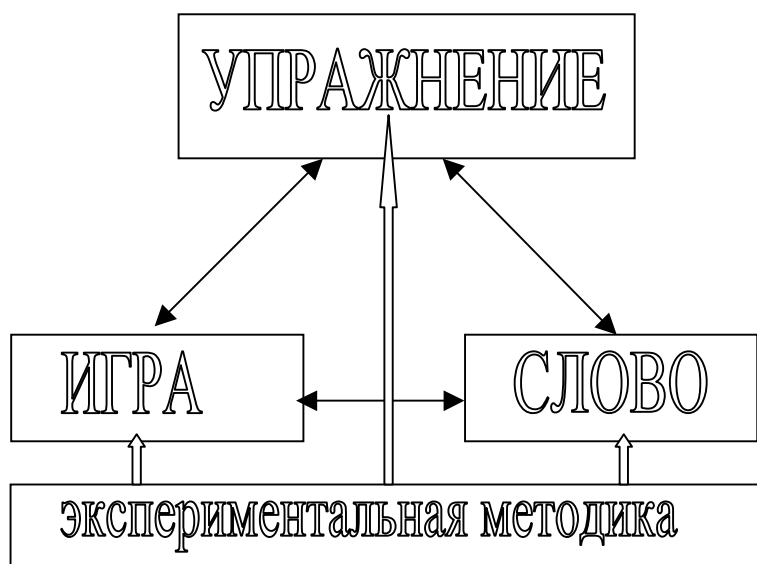 УПРАЖНЕНИЕ
ИГРА
СЛОВО
экспериментальная методика